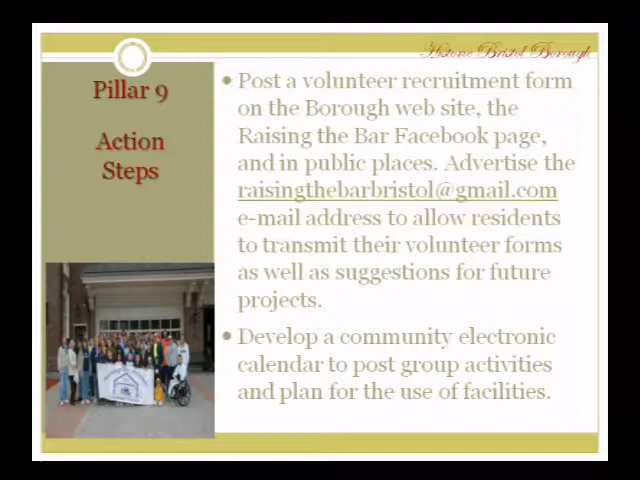 Historic Bristol Borough
Pillar 9
Action
Steps
• Post a volunteer recruitment form
on the Borough web site, the
Raising the Bar Facebook page,
and in public places. Advertise the
raisingthebarbristol@gmail.com
e-mail address to allow residents
to transmit their volunteer forms
as well as suggestions for future
projects.
• Develop a community electronic
calendar to post group activities
and plan for the use of facilities.